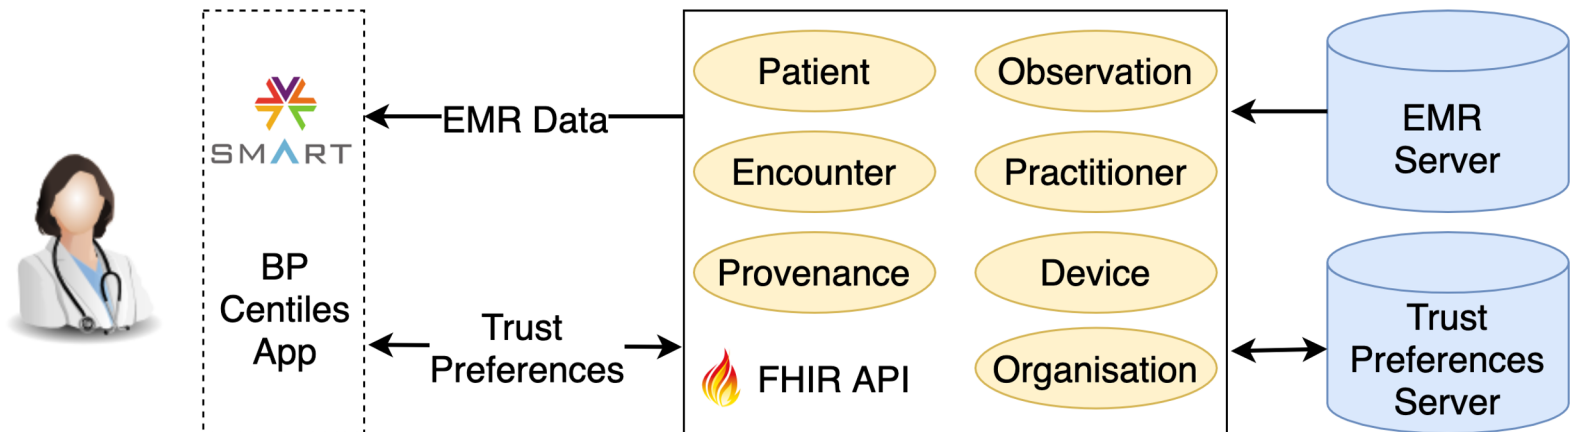 SMART
BP
Centiles
App
EMR Data
Trust
Preferences
Patient
Observation
Encounter
Practitioner
Provenance
Device
Organisation
FHIR API
EMR
Server
Trust
Preferences
Server